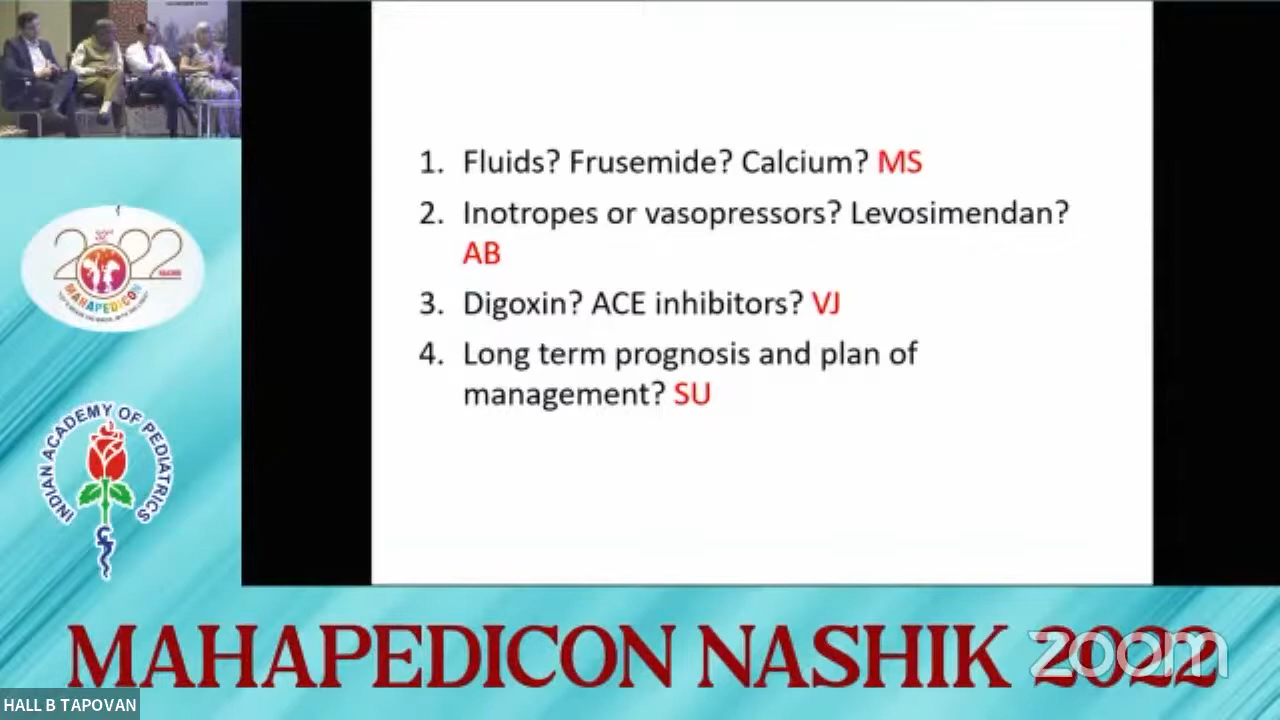 1. Fluids? Frusemide? Calcium? MS
2. Inotropes or vasopressors? Levosimendan?
AB
3. Digoxin? ACE inhibitors? VJ
4. Long term prognosis and plan of
management? SU
2022
MAHAPEDICON
INDIAN ACADEMY OF PEDIATRICS
MAHAPEDICON NASHIK 2022
zoom
HALL B TAPOVAN